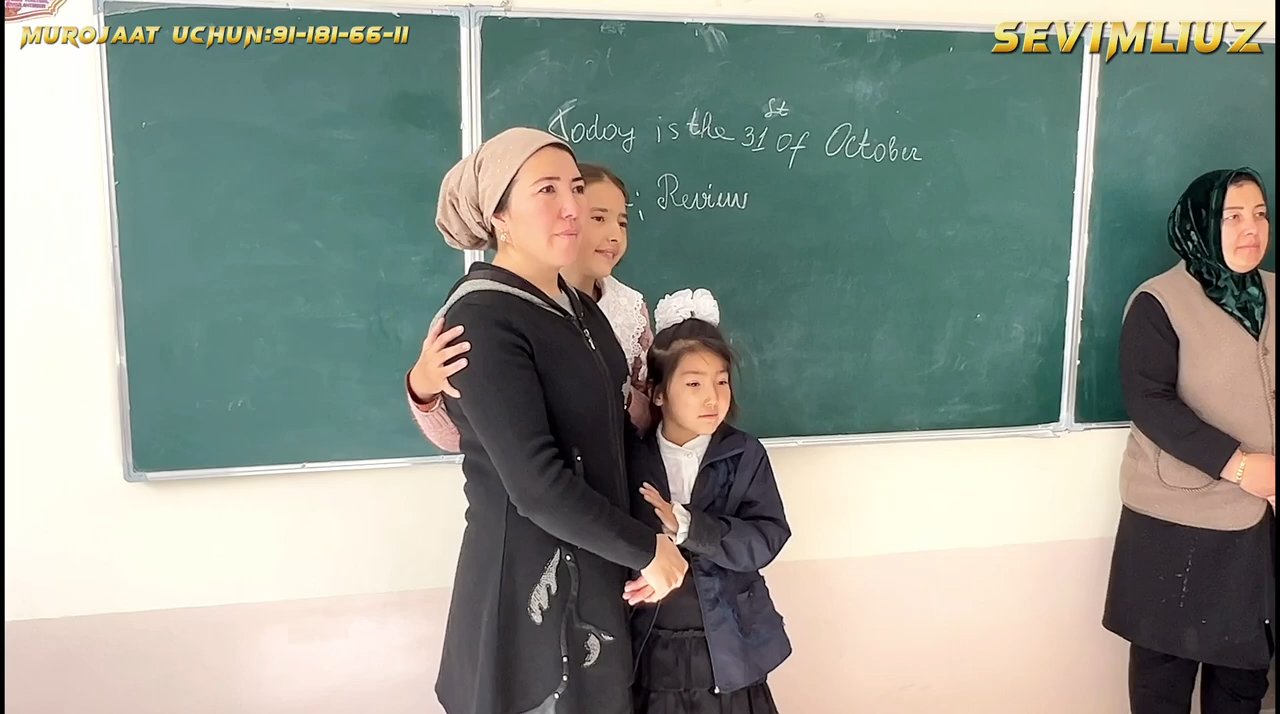 MUROJAAT UCHUN:91-181-66-11
SEVIMLIUZ
Today is the 31st of October
: Review